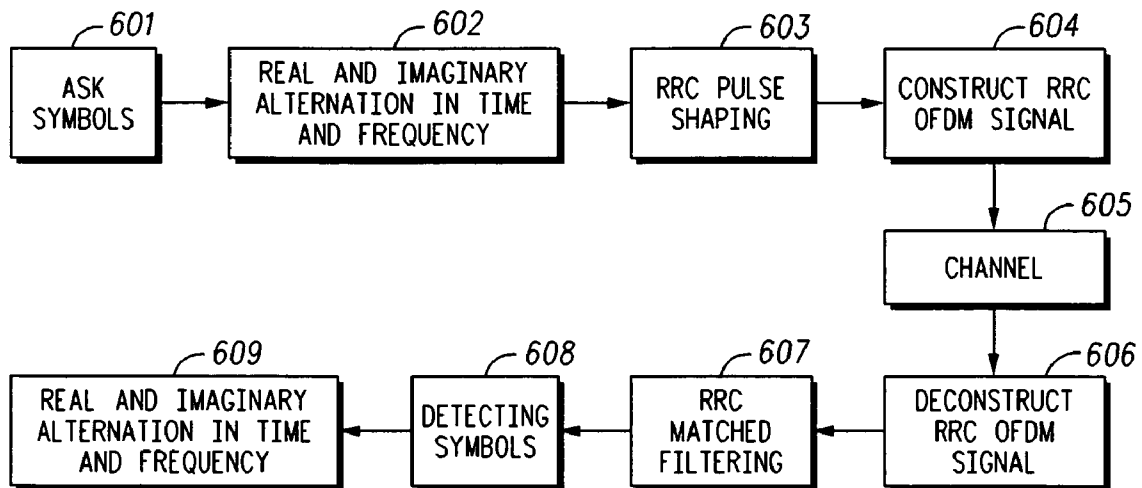 601
ASK
SYMBOLS
602
REAL AND IMAGINARY
ALTERNATION IN TIME
AND FREQUENCY
603
RRC PULSE
SHAPING
604
CONSTRUCT RRC
OFDM SIGNAL
605
CHANNEL
606
DECONSTRUCT
RRC OFDM
SIGNAL
607
RRC
MATCHED
FILTERING
608
DETECTING
SYMBOLS
609
REAL AND IMAGINARY
ALTERNATION IN TIME
AND FREQUENCY